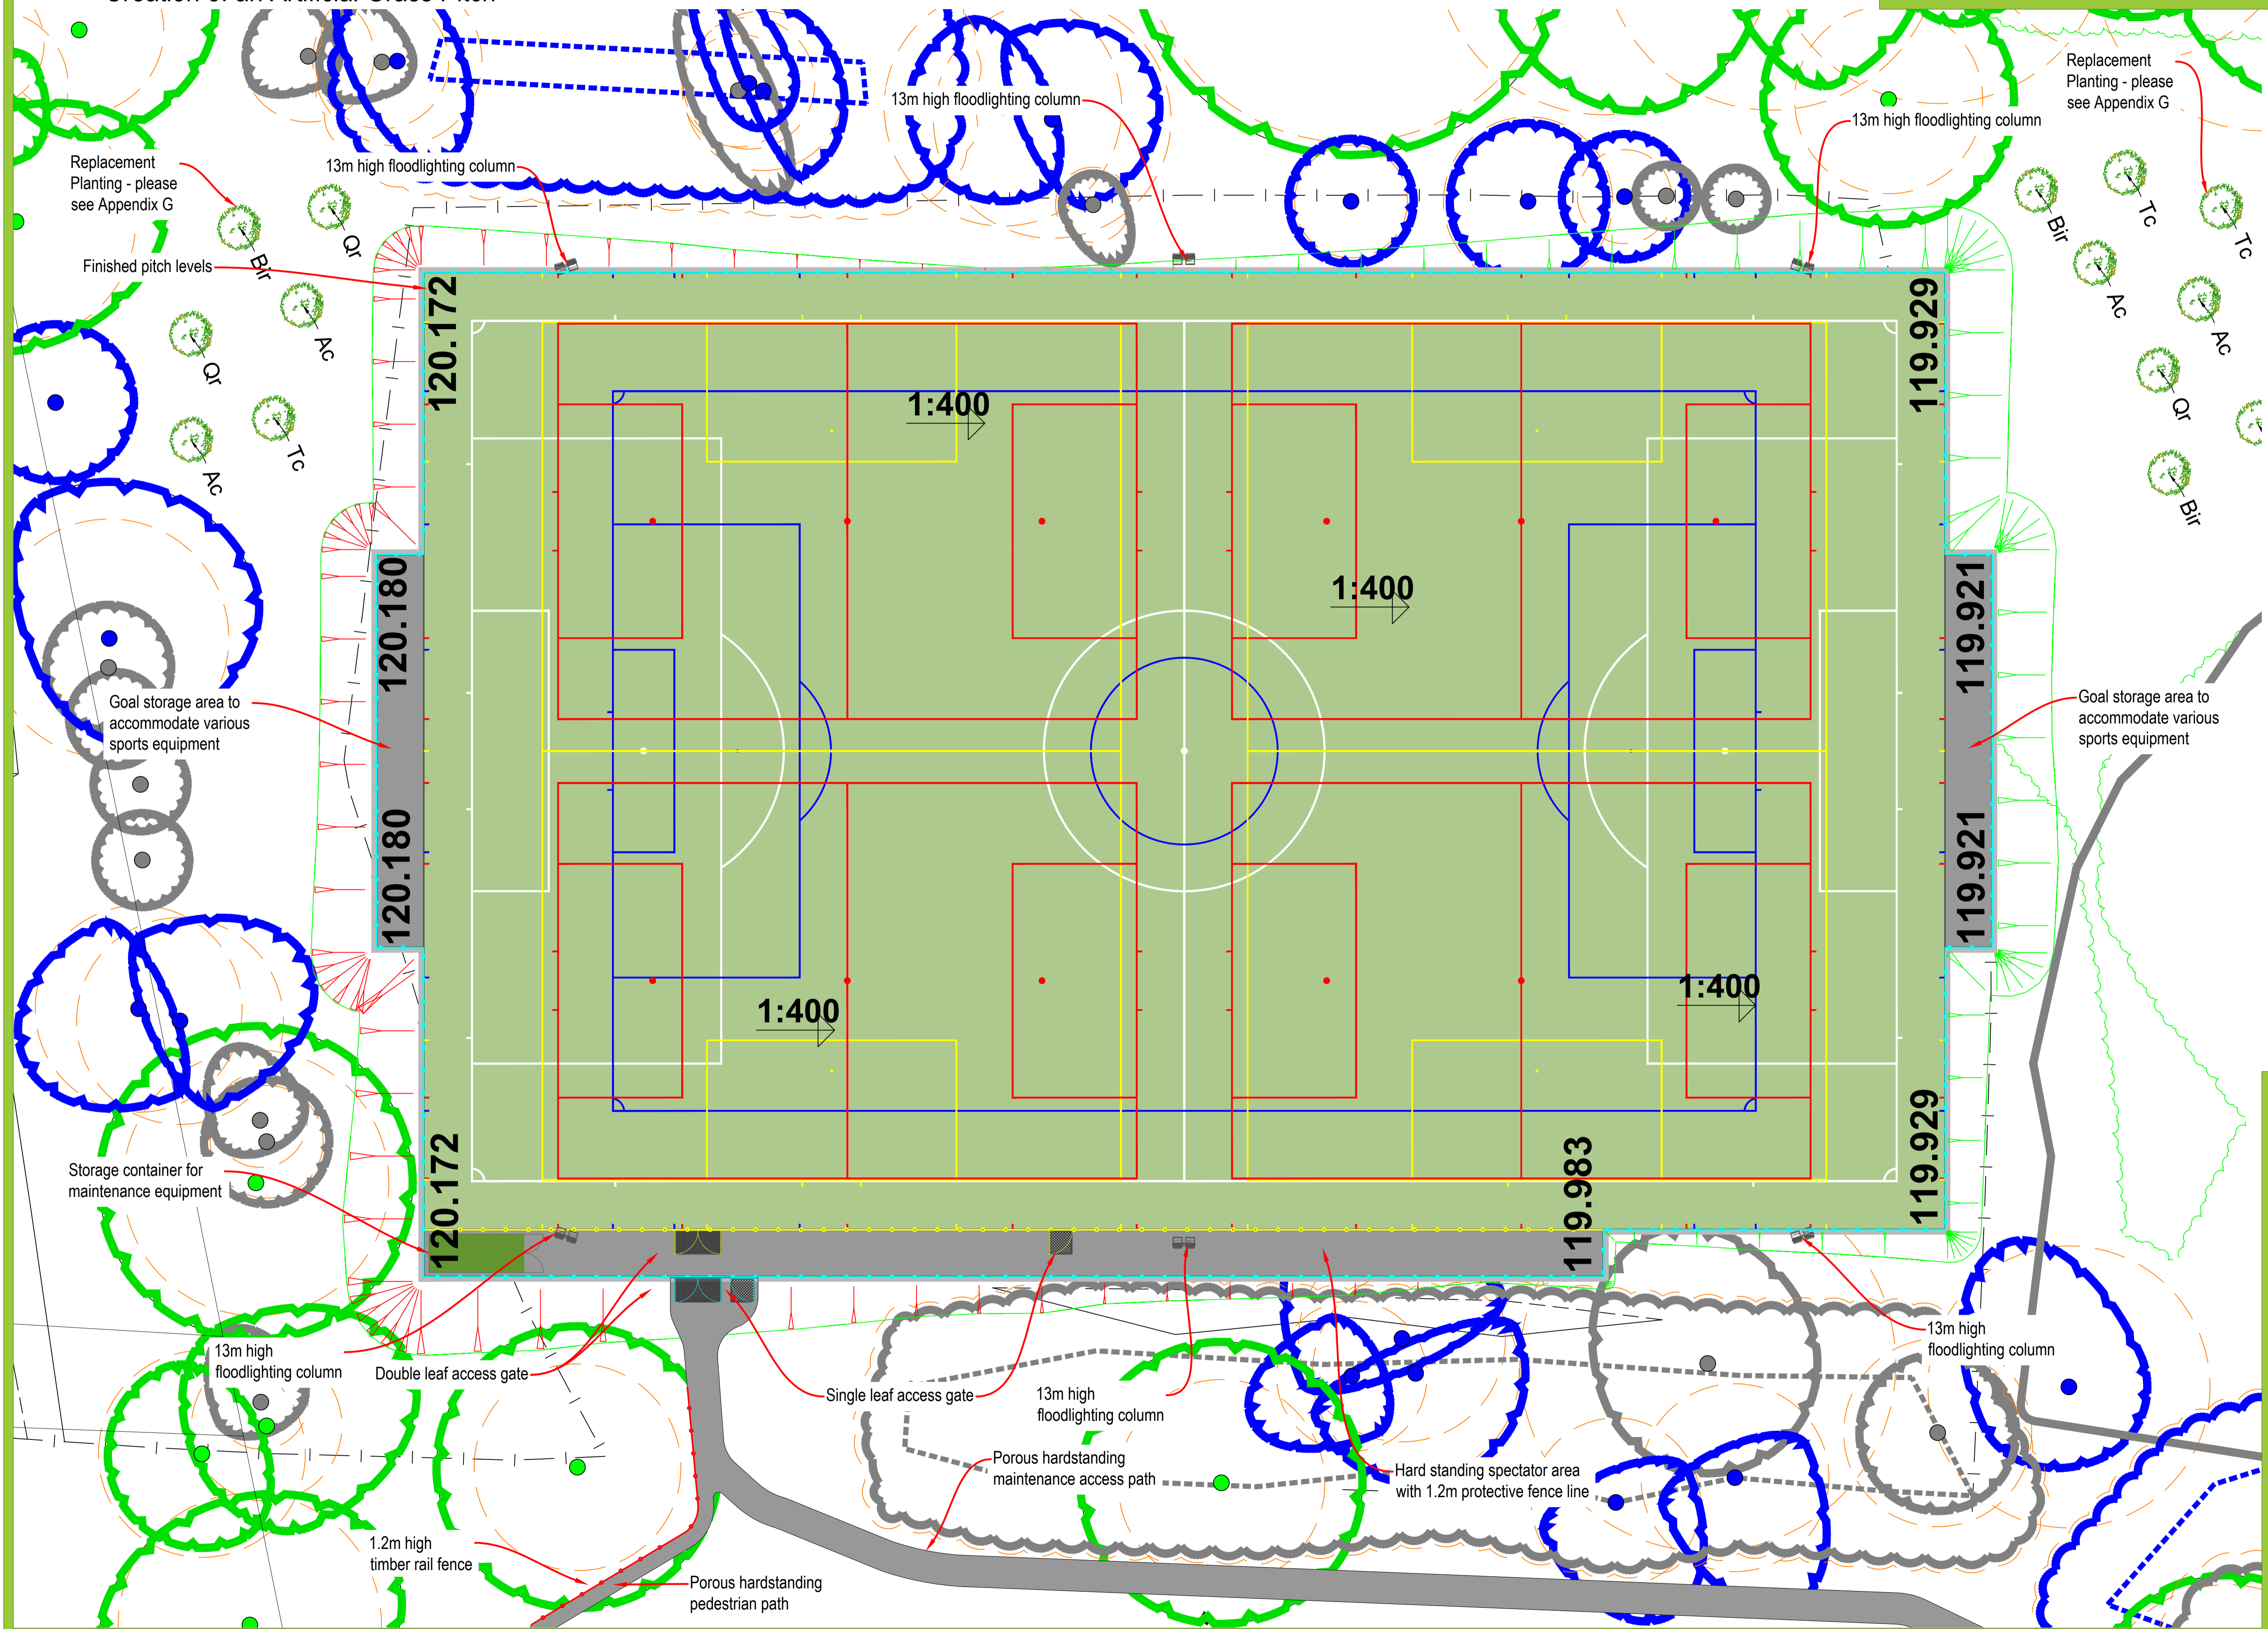 Creation of an Artificial Grass Pitch
Replacement
Planting - please
see Appendix G
13m high floodlighting column
13m high floodlighting column
13m high floodlighting column
Replacement
Planting - please
see Appendix G
Bir
Qr
Ac
Qr
Tc
Ac
Bir
Tc
Tc
Ac
Ac
Qr
Bir
Finished pitch levels
120.172
119.929
1:400
1:400
120.180
119.921
Goal storage area to
accommodate various
sports equipment
Goal storage area to
accommodate various
sports equipment
120.180
119.921
1:400
1:400
120.172
119.983
119.929
Storage container for
maintenance equipment
13m high
floodlighting column
Double leaf access gate
Single leaf access gate
13m high
floodlighting column
13m high
floodlighting column
Porous hardstanding
maintenance access path
Hard standing spectator area
with 1.2m protective fence line
1.2m high
timber rail fence
Porous hardstanding
pedestrian path